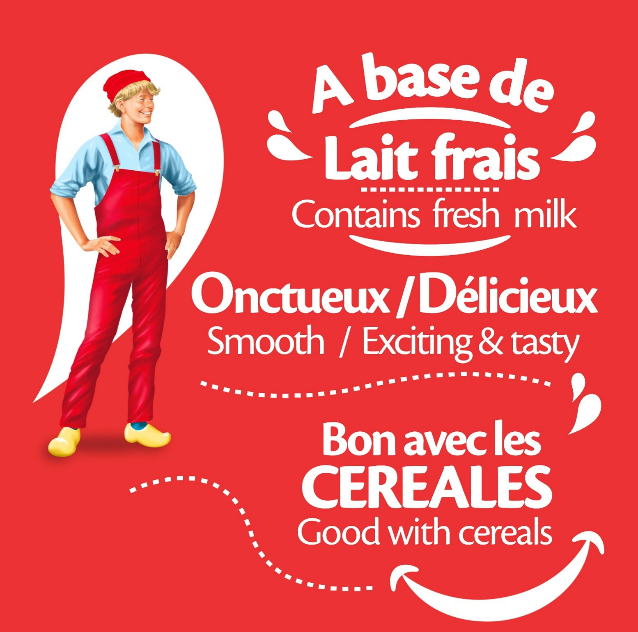 A base de
Lait frais
Contains fresh milk
Onctueux / Délicieux
Smooth / Exciting & tasty
Bon avec les
CEREALES
Good with cereals